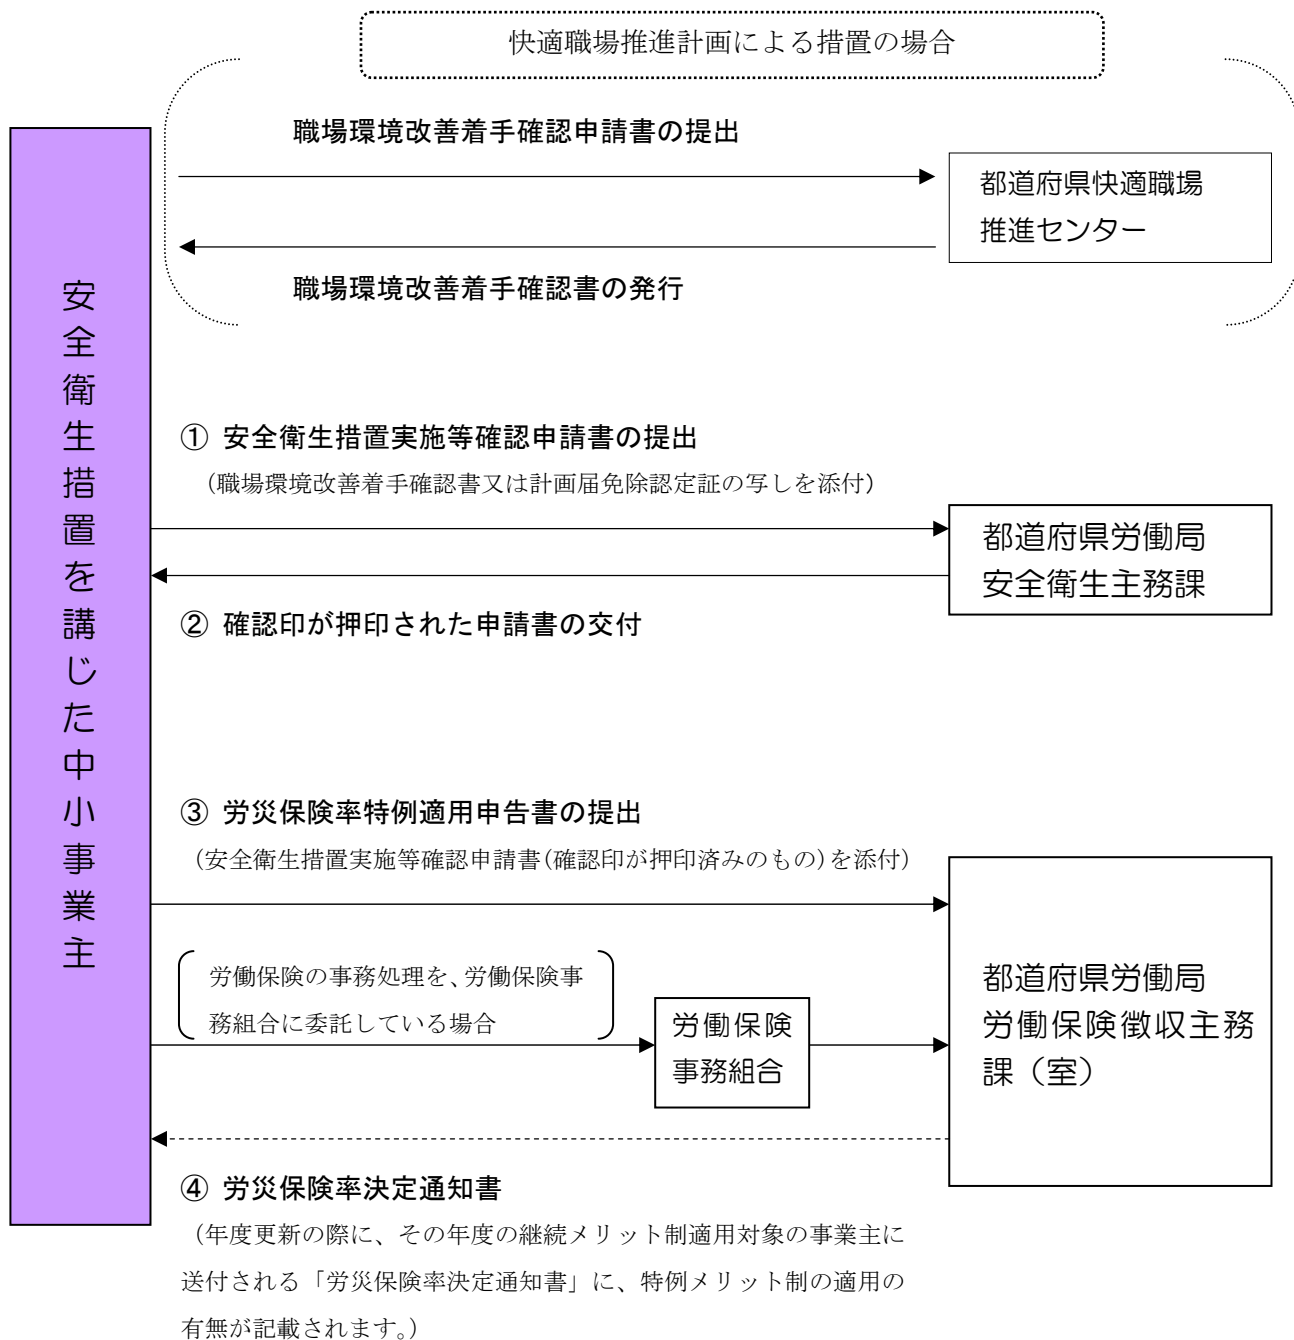 快適職場推進計画による措置の場合
職場環境改善着手確認申請書の提出
都道府県快適職場
推進センター
職場環境改善着手確認書の発行
安全衛生措置を講じた中小事業主
① 安全衛生措置実施等確認申請書の提出
(職場環境改善着手確認書又は計画届免除認定証の写しを添付)
都道府県労働局
安全衛生主務課
② 確認印が押印された申請書の交付
③ 労災保険率特例適用申告書の提出
(安全衛生措置実施等確認申請書(確認印が押印済みのもの)を添付)
労働保険の事務処理を、労働保険事
務組合に委託している場合
労働保険
事務組合
都道府県労働局
労働保険徴収主務
課（室）
④ 労災保険率決定通知書
(年度更新の際に、その年度の継続メリット制適用対象の事業主に
送付される「労災保険率決定通知書」に、特例メリット制の適用の
有無が記載されます。)